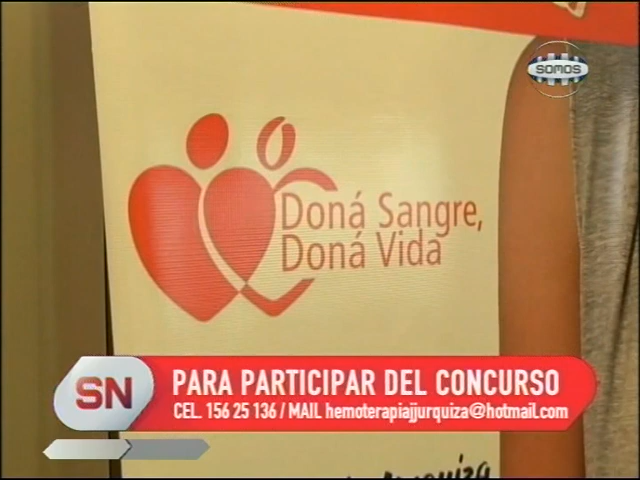 SOMOS
Doná Sangre,
Doná Vida
SN
PARA PARTICIPAR DEL CONCURSO
CEL. 156 25 136 / MAIL hemoterapiajjurquiza@hotmail.com